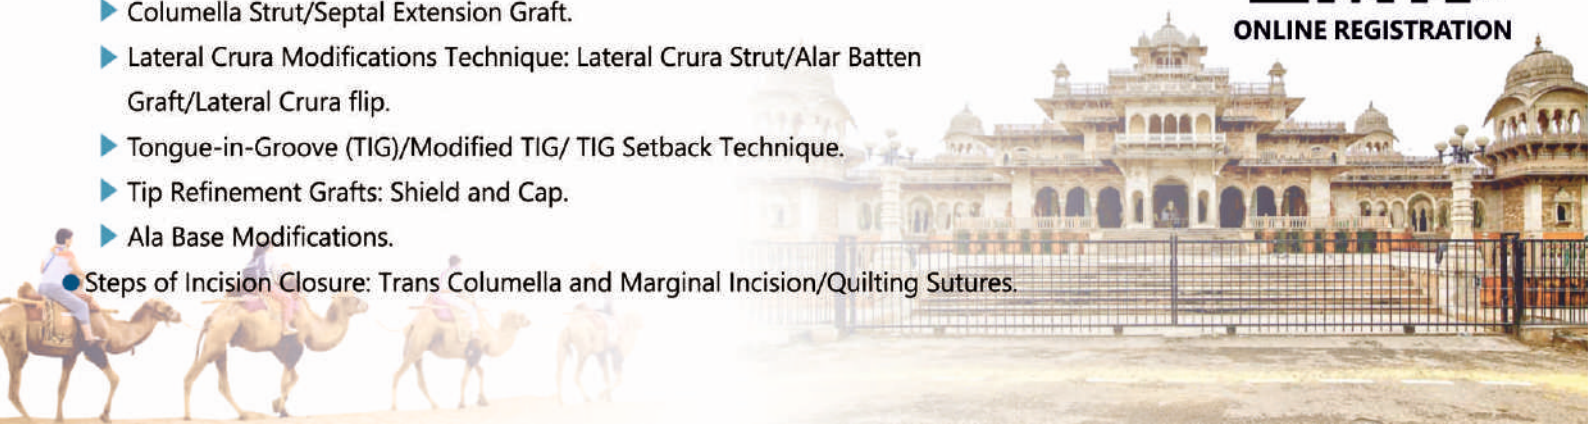 Columella Strut/Septal Extension Graft.
Lateral Crura Modifications Technique: Lateral Crura Strut/Alar Batten
Graft/Lateral Crura flip.
Tongue-in-Groove (TIG)/Modified TIG/ TIG Setback Technique.
Tip Refinement Grafts: Shield and Cap.
Ala Base Modifications.
Steps of Incision Closure: Trans Columella and Marginal Incision/Quilting Sutures.
ONLINE REGISTRATION